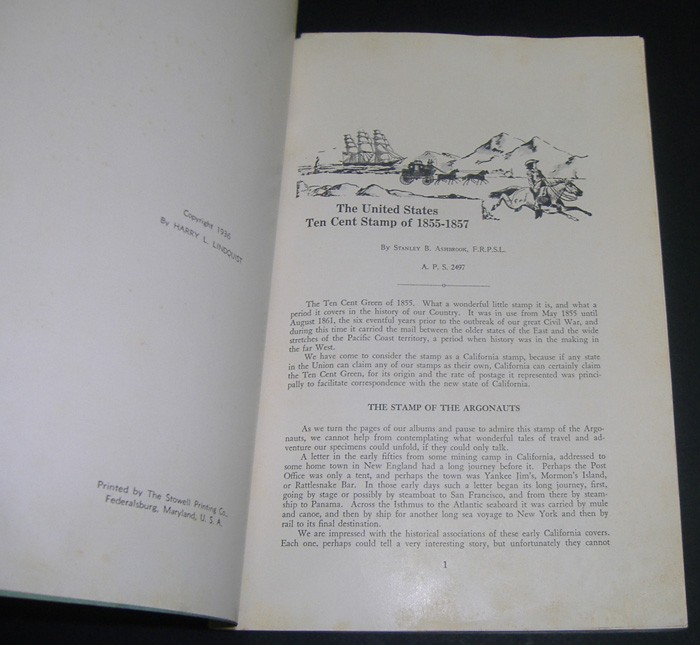 Copyright 1936
By HARRY L. LINDQUIST
Printed by The Stowell Printing Co.,
Federalsburg, Maryland, U. S. A.
The United States
Ten Cent Stamp of 1855-1857
By Stanley B. Ashbrook, F.R.P.S.L.
A. P. S. 2497
The Ten Cent Green of 1855. What a wonderful little stamp it is, and what a
period it covers in the history of our Country. It was in use from May 1855 until
August 1861, the six eventful years prior to the outbreak of our great Civil War, and
during this time it carried the mail between the older states of the East and the wide
stretches of the Pacific Coast territory, a period when history was in the making in
the far West.
We have come to consider the stamp as a California stamp, because if any state
in the Union can claim any of our stamps as their own, California can certainly claim
the Ten Cent Green, for its origin and the rate of postage it represented was princi-
pally to facilitate correspondence with the new state of California.
THE STAMP OF THE ARGONAUTS
As we turn the pages of our albums and pause to admire this stamp of the Argo-
nauts, we cannot help from contemplating what wonderful tales of travel and ad-
venture our specimens could unfold, if they could only talk.
A letter in the early fifties from some mining camp in California, addressed to
some home town in New England had a long journey before it. Perhaps the Post
Office was only a tent, and perhaps the town was Yankee Jim's, Mormon's Island,
or Rattlesnake Bar. In those early days such a letter began its long journey, first,
going by stage or possibly by steamboat to San Francisco, and from there by steam-
ship to Panama. Across the Isthmus to the Atlantic seaboard it was carried by mule
and canoe, and then by ship for another long sea voyage to New York and then by
rail to its final destination.
We are impressed with the historical associations of these early California covers.
Each one, perhaps could tell a very interesting story, but unfortunately they cannot
1